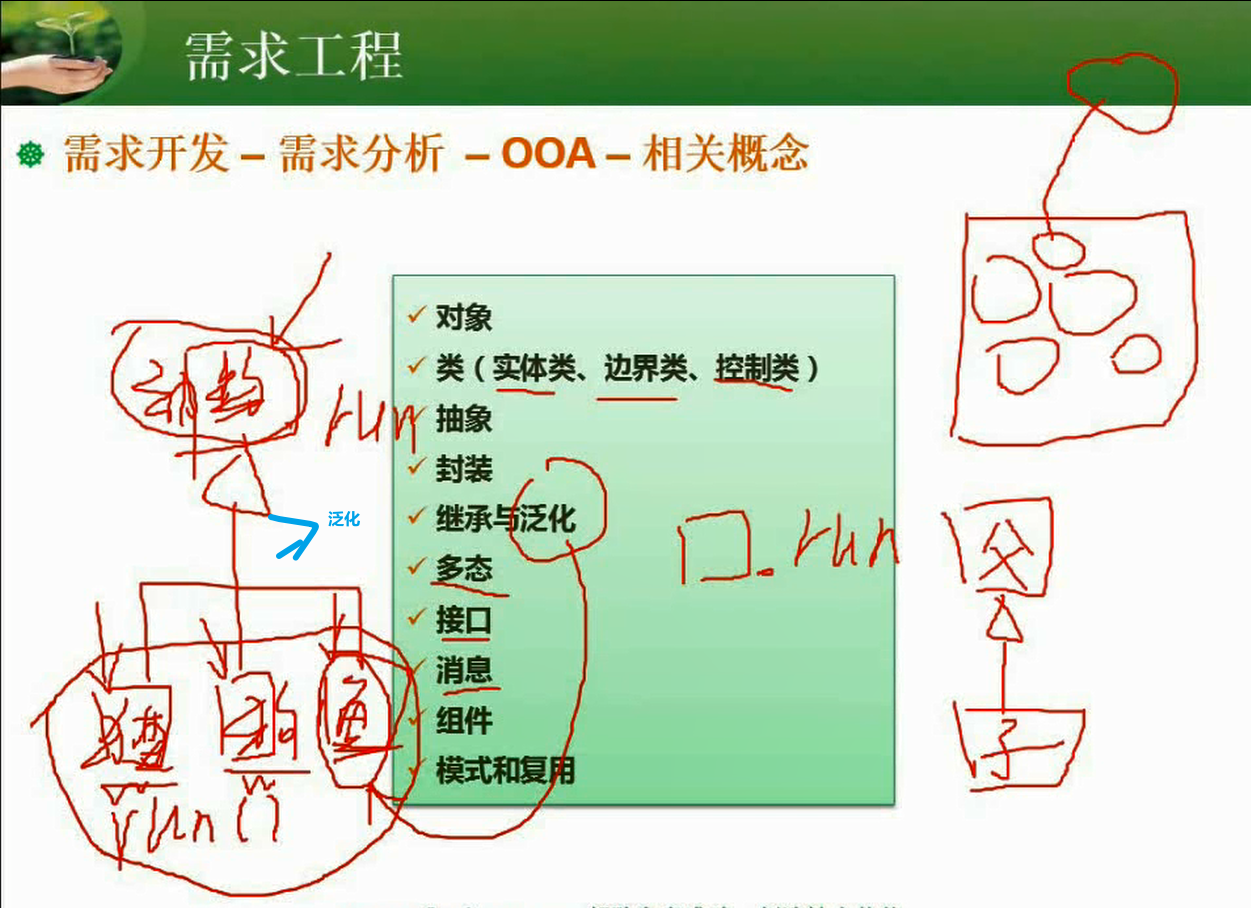 需求工程
需求开发 – 需求分析 – OOA – 相关概念
对象
类（实体类、边界类、控制类）
抽象
封装
继承与泛化
多态
接口
消息
组件
模式和复用
动物
run
泛化
猫
狗
鱼
run()
口.run
父
子